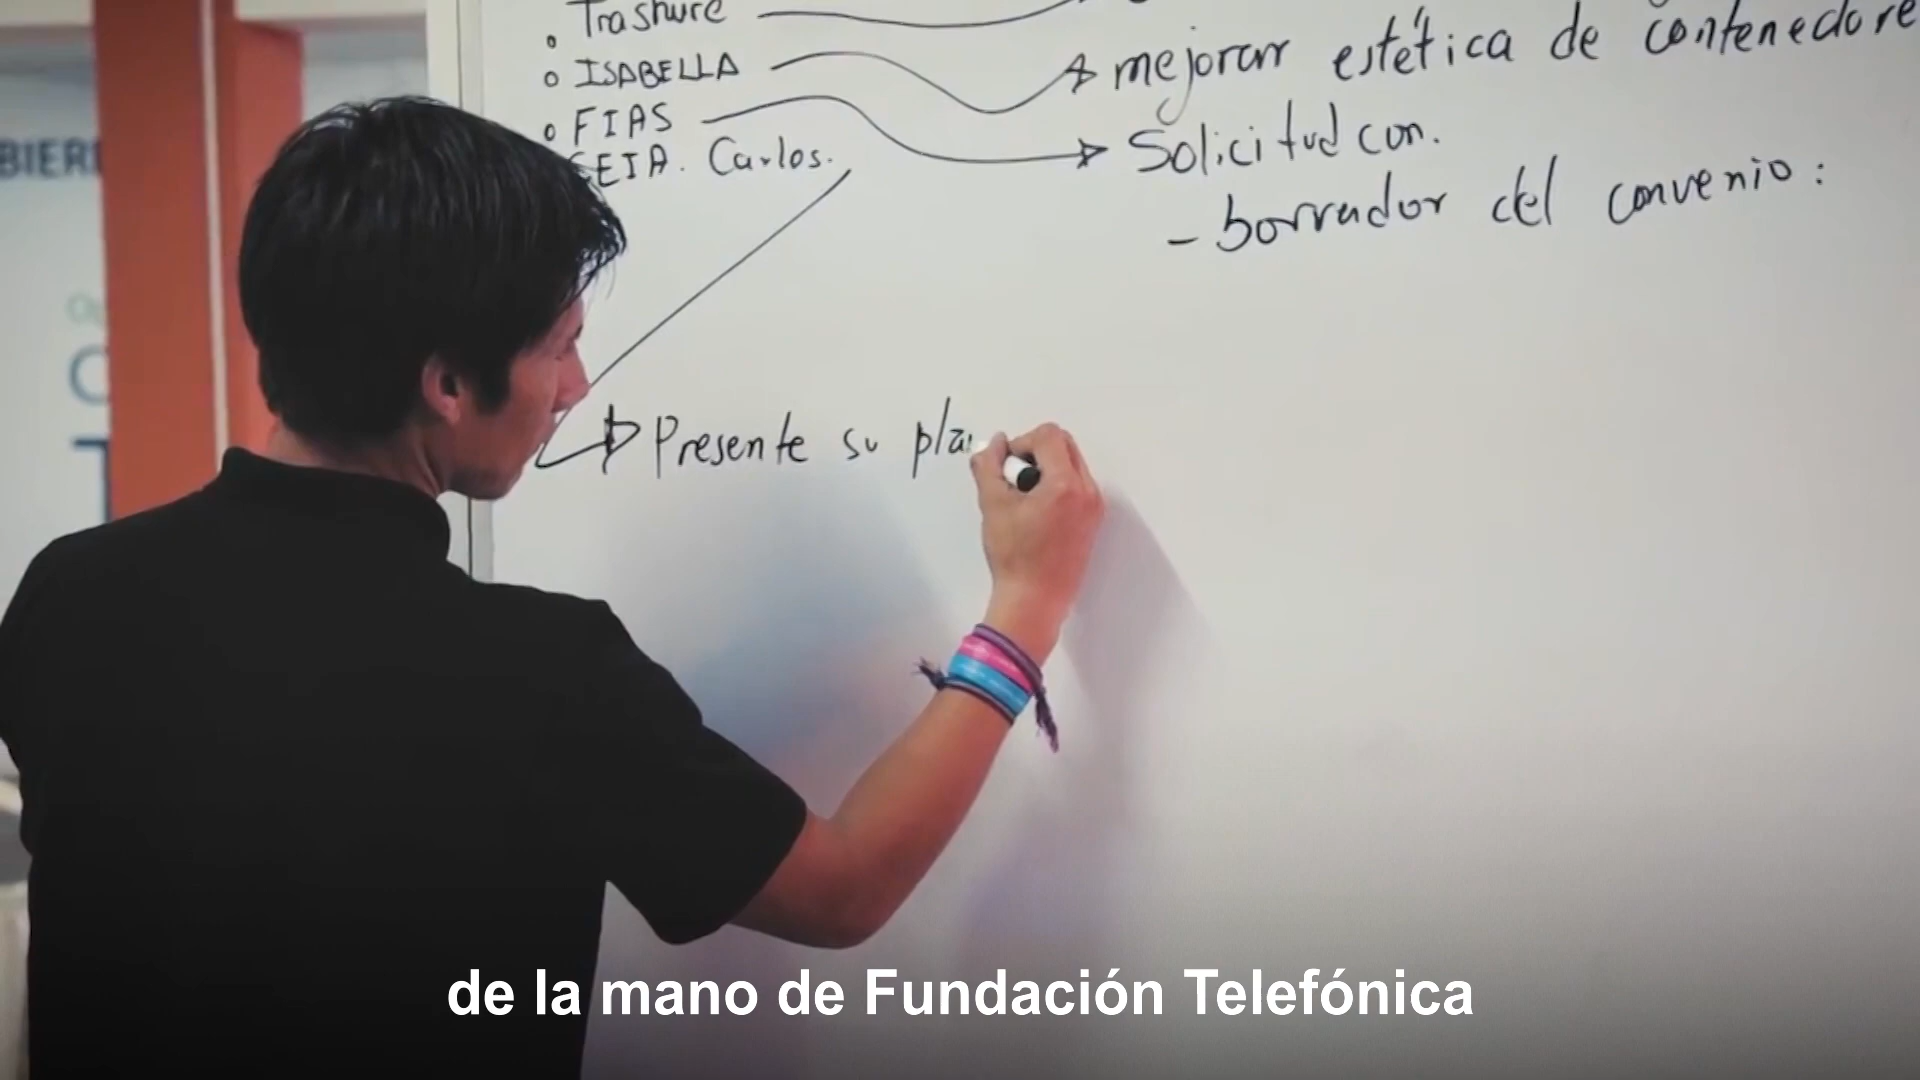 Trashure
ISABELLA
mejorar estética de contenedore
FIAS
Solicitud con.
Carlos.
- borrador del convenio:
Presente su pla
de la mano de Fundación Telefónica